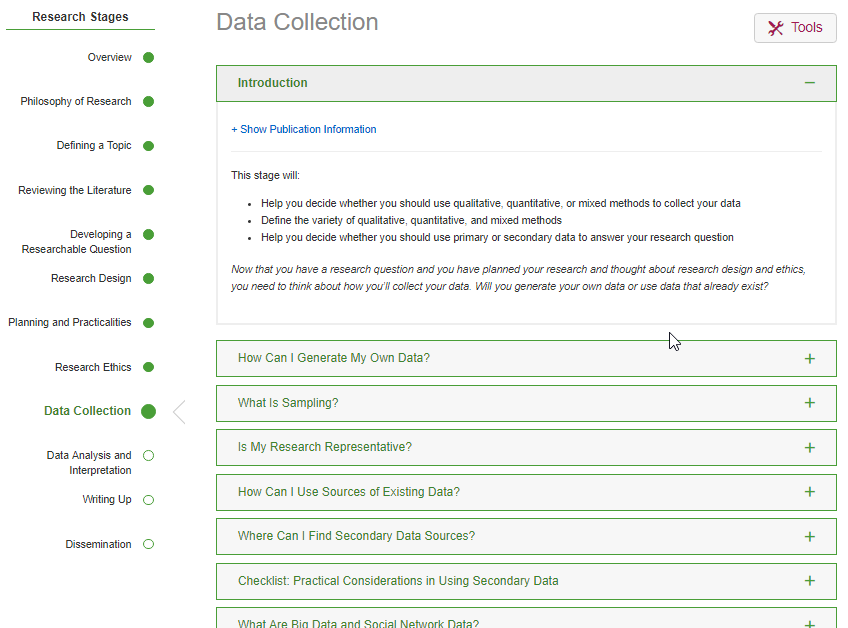 Research Stages
Overview
Philosophy of Research
Defining a Topic
Reviewing the Literature
Developing a
Researchable Question
Research Design
Planning and Practicalities
Research Ethics
Data Collection
Data Analysis and
Interpretation
Writing Up
Dissemination
Data Collection
Tools
Introduction
+ Show Publication Information
This stage will:
• Help you decide whether you should use qualitative, quantitative, or mixed methods to collect your data
• Define the variety of qualitative, quantitative, and mixed methods
• Help you decide whether you should use primary or secondary data to answer your research question
Now that you have a research question and you have planned your research and thought about research design and ethics,
you need to think about how you'll collect your data. Will you generate your own data or use data that already exist?
How Can I Generate My Own Data?
What Is Sampling?
Is My Research Representative?
How Can I Use Sources of Existing Data?
Where Can I Find Secondary Data Sources?
Checklist: Practical Considerations in Using Secondary Data
What Are Big Data and Social Network Data?